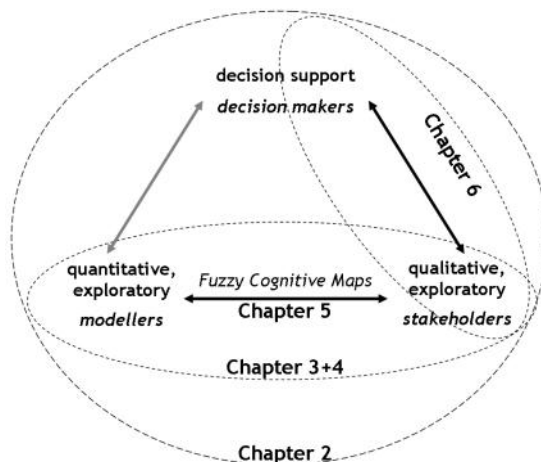 decision support
decision makers
Chapter 6
quantitative,
exploratory
modellers
Fuzzy Cognitive Maps
Chapter 5
qualitative,
exploratory
stakeholders
Chapter 3+4
Chapter 2